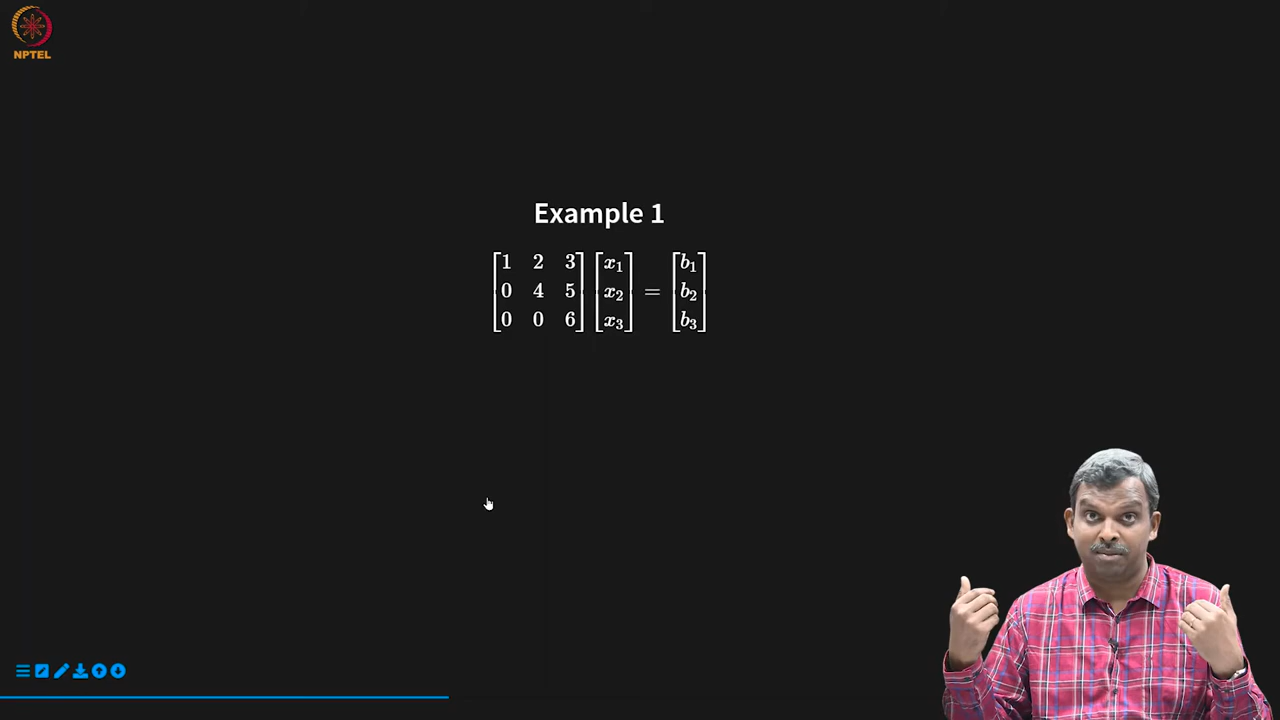 NPTEL
Example 1
[1 2 3] [x₁] [b₁]
[0 4 5] [x₂] = [b₂]
[0 0 6] [x₃] [b₃]